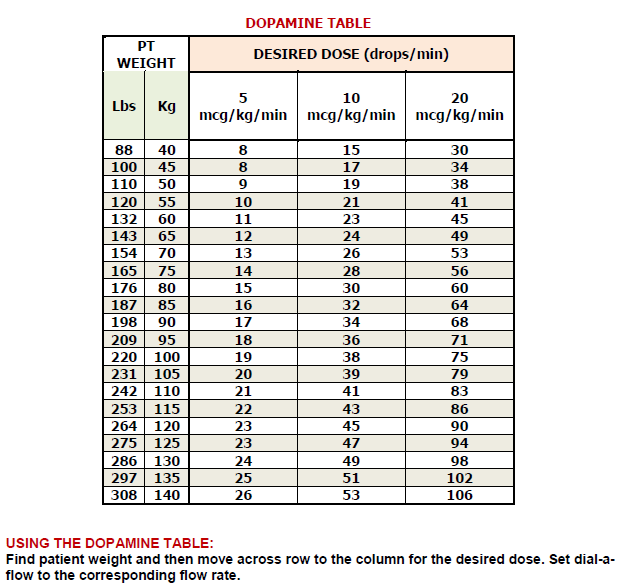 DOPAMINE TABLE
PT WEIGHT DESIRED DOSE (drops/min)
Lbs Kg 5 mcg/kg/min 10 mcg/kg/min 20 mcg/kg/min
88 40 8 15 30
100 45 8 17 34
110 50 9 19 38
120 55 10 21 41
132 60 11 23 45
143 65 12 24 49
154 70 13 26 53
165 75 14 28 56
176 80 15 30 60
187 85 16 32 64
198 90 17 34 68
209 95 18 36 71
220 100 19 38 75
231 105 20 39 79
242 110 21 41 83
253 115 22 43 86
264 120 23 45 90
275 125 23 47 94
286 130 24 49 98
297 135 25 51 102
308 140 26 53 106
USING THE DOPAMINE TABLE:
Find patient weight and then move across row to the column for the desired dose. Set dial-a-
flow to the corresponding flow rate.